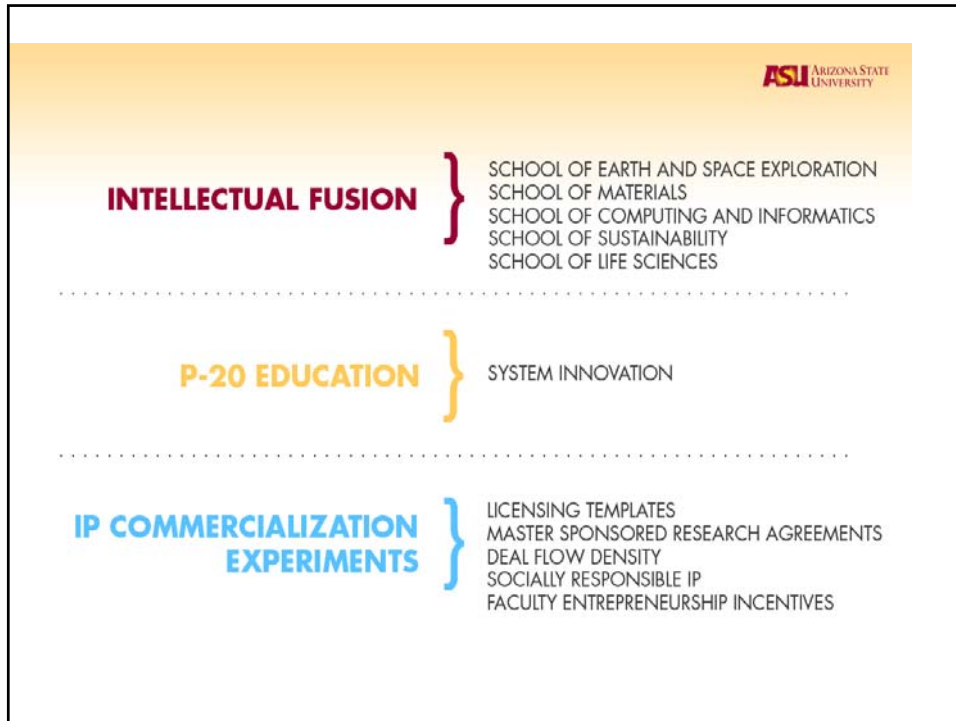 ASU ARIZONA STATE
UNIVERSITY
INTELLECTUAL FUSION
SCHOOL OF EARTH AND SPACE EXPLORATION
SCHOOL OF MATERIALS
SCHOOL OF COMPUTING AND INFORMATICS
SCHOOL OF SUSTAINABILITY
SCHOOL OF LIFE SCIENCES
P-20 EDUCATION
SYSTEM INNOVATION
IP COMMERCIALIZATION
EXPERIMENTS
LICENSING TEMPLATES
MASTER SPONSORED RESEARCH AGREEMENTS
DEAL FLOW DENSITY
SOCIALLY RESPONSIBLE IP
FACULTY ENTREPRENEURSHIP INCENTIVES